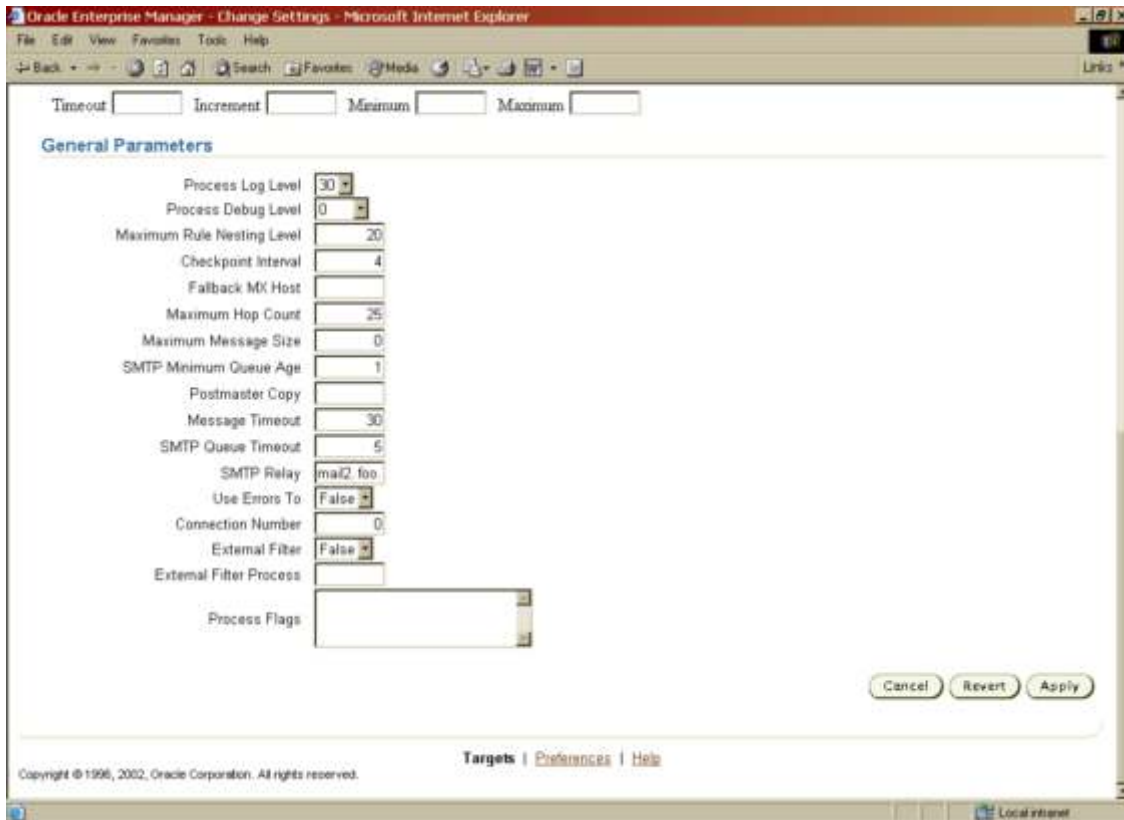 Oracle Enterprise Manager - Change Settings - Microsoft Internet Explorer
File Edit View Favorites Tools Help
Back Search Favorites Media Links
Timeout Increment Minimum Maximum
General Parameters
Process Log Level 30
Process Debug Level 0
Maximum Rule Nesting Level 20
Checkpoint Interval 4
Fallback MX Host
Maximum Hop Count 25
Maximum Message Size 0
SMTP Minimum Queue Age 1
Postmaster Copy
Message Timeout 30
SMTP Queue Timeout 5
SMTP Relay mail2.foo.
Use Errors To False
Connection Number 0
External Filter False
External Filter Process
Process Flags
Cancel Revert Apply
Targets | Preferences | Help
Copyright © 1996, 2002, Oracle Corporation. All rights reserved.
Local intranet